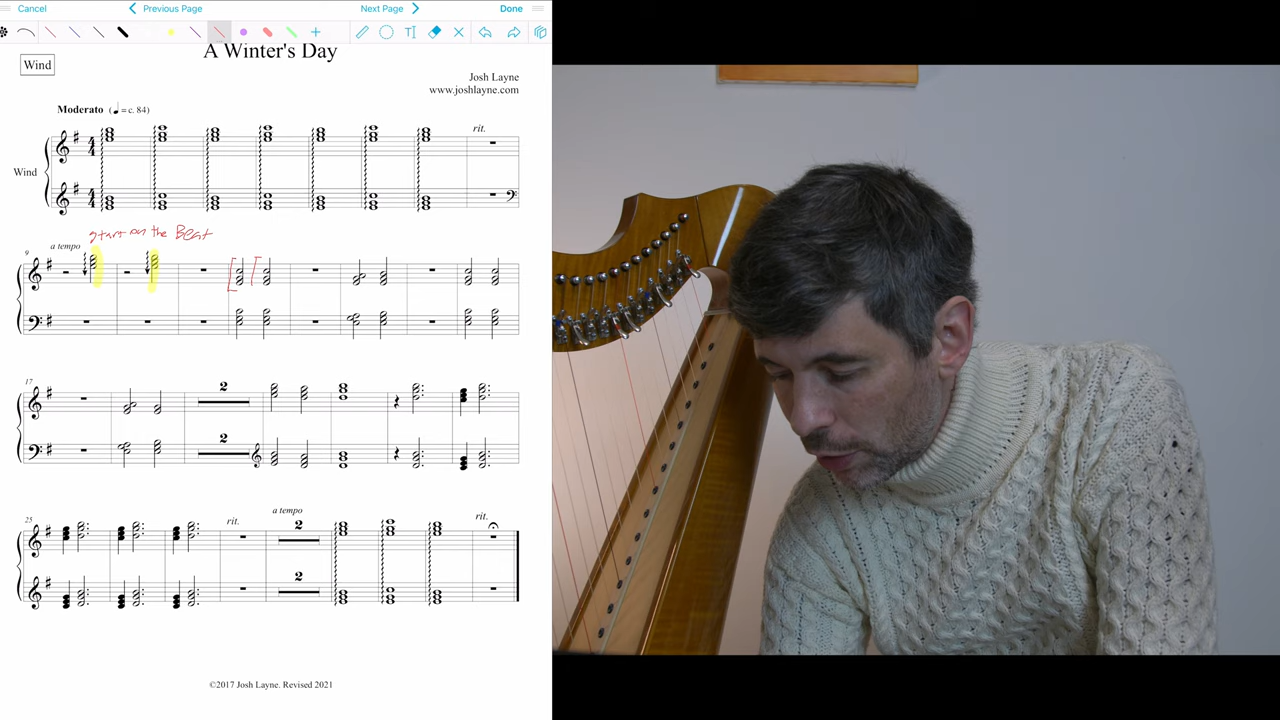 Cancel
Previous Page
Next Page
Done
A Winter's Day
Wind
Josh Layne
www.joshlayne.com
Moderato (♩= c. 84)
rit.
Wind
start on the Beat
a tempo
9
17
2
2
25
rit.
a tempo
2
2
rit.
©2017 Josh Layne. Revised 2021